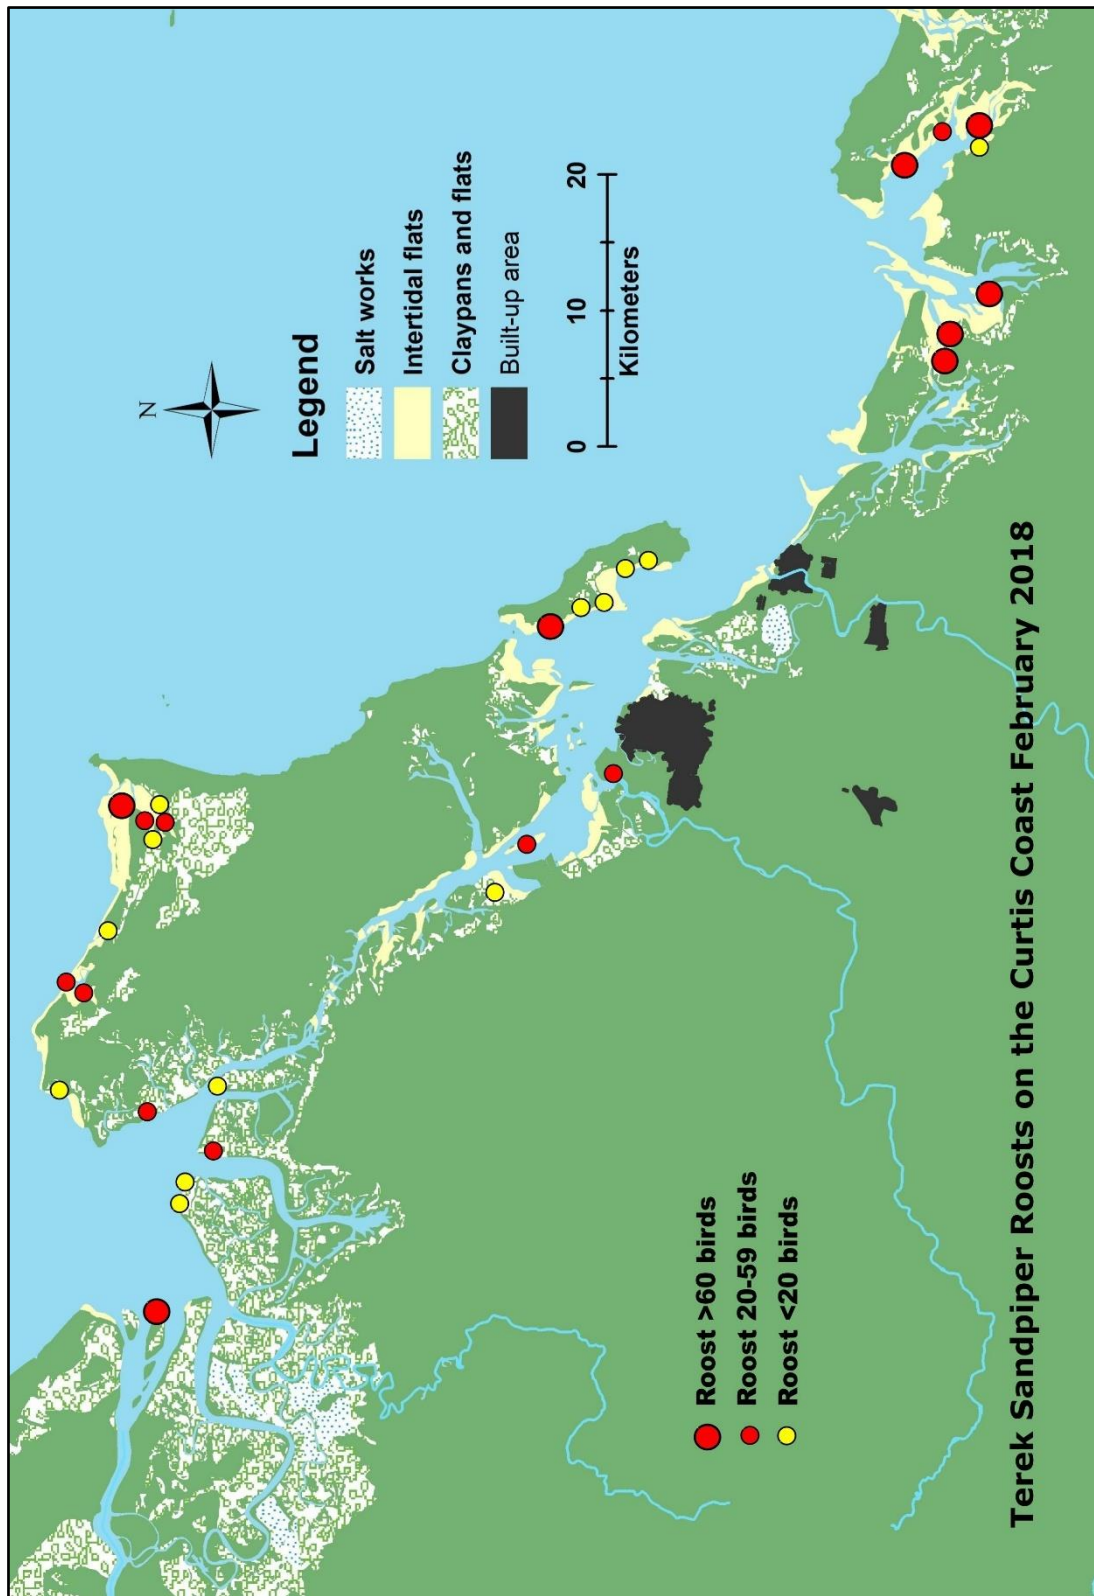 N
Legend
Salt works
Intertidal flats
Claypans and flats
Built-up area
0 10 20
Kilometers
Roost >60 birds
Roost 20-59 birds
Roost <20 birds
Terek Sandpiper Roosts on the Curtis Coast February 2018